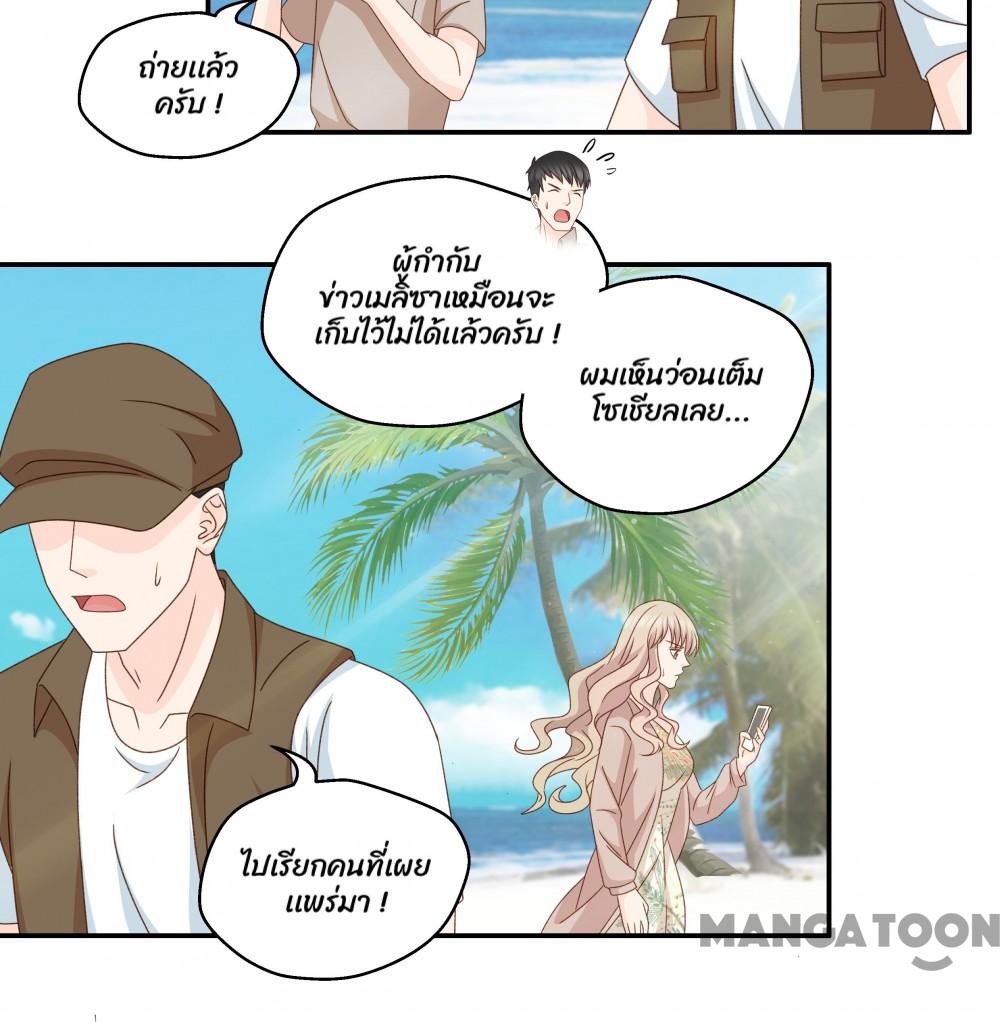 ถ่ายแล้ว
ครับ !
ผู้กำกับ
ข่าวเมลิซาเหมือนจะ
เก็บไว้ไม่ได้แล้วครับ !
ผมเห็นว่อนเต็ม
โซเชียลเลย...
ไปเรียกคนที่เผย
แพร่มา !
MANGATOON